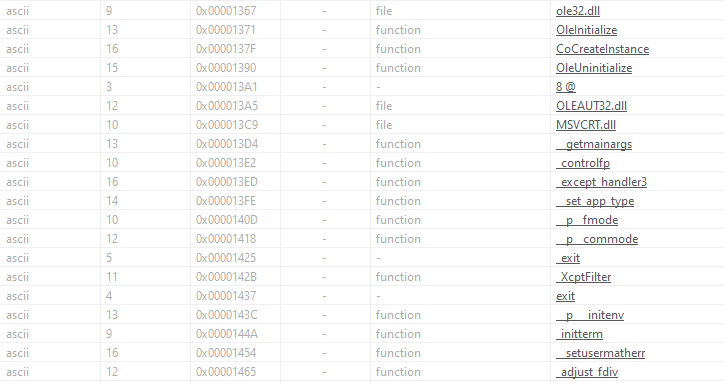 ascii 9 0x00001367 - file ole32.dll
ascii 13 0x00001371 - function OleInitialize
ascii 16 0x0000137F - function CoCreateInstance
ascii 15 0x00001390 - function OleUninitialize
ascii 3 0x000013A1 - - 8 @
ascii 12 0x000013A5 - file OLEAUT32.dll
ascii 10 0x000013C9 - file MSVCRT.dll
ascii 13 0x000013D4 - function __getmainargs
ascii 10 0x000013E2 - function _controlfp
ascii 16 0x000013ED - function _except_handler3
ascii 14 0x000013FE - function __set_app_type
ascii 10 0x0000140D - function __p__fmode
ascii 12 0x00001418 - function __p__commode
ascii 5 0x00001425 - - _exit
ascii 11 0x0000142B - function _XcptFilter
ascii 4 0x00001437 - - exit
ascii 13 0x0000143C - function __p___initenv
ascii 9 0x0000144A - function _initterm
ascii 16 0x00001454 - function __setusermatherr
ascii 12 0x00001465 - function _adjust_fdiv